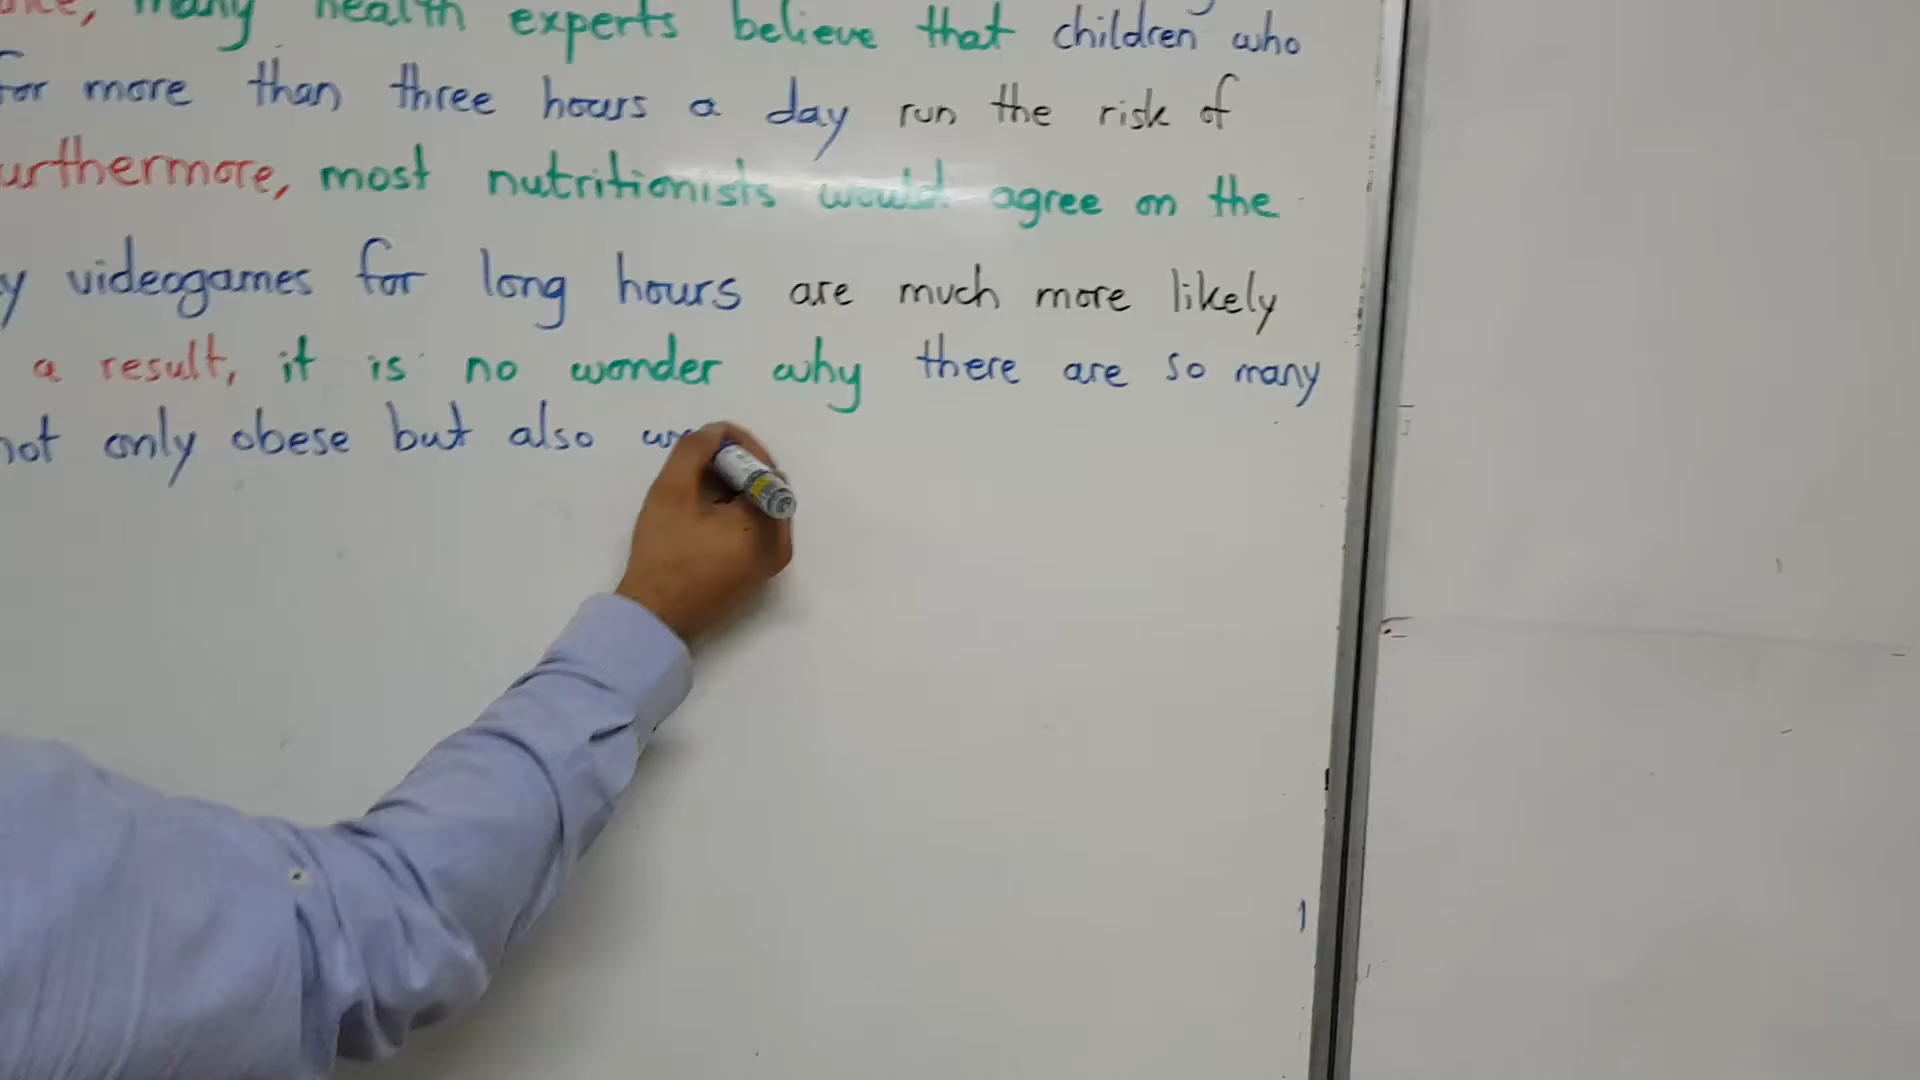 many health experts believe that children who
for more than three hours a day run the risk of
urthermore, most nutritionists would agree on the
y videogames for long hours are much more likely
a result, it is no wonder why there are so many
not only obese but also